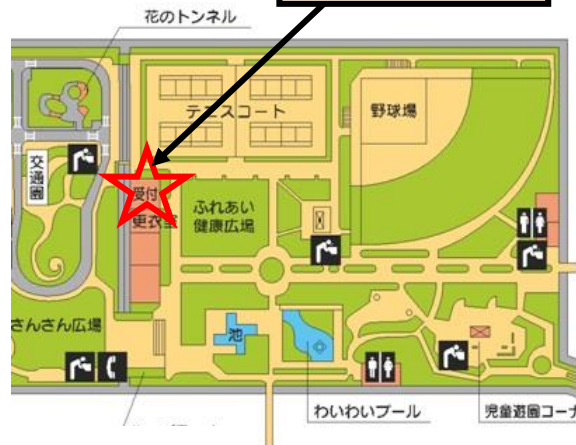 花のトンネル
テニスコート
野球場
交通園
受付
更衣室
ふれあい
健康広場
さんさん広場
池
わいわいプール
児童遊園コーナ